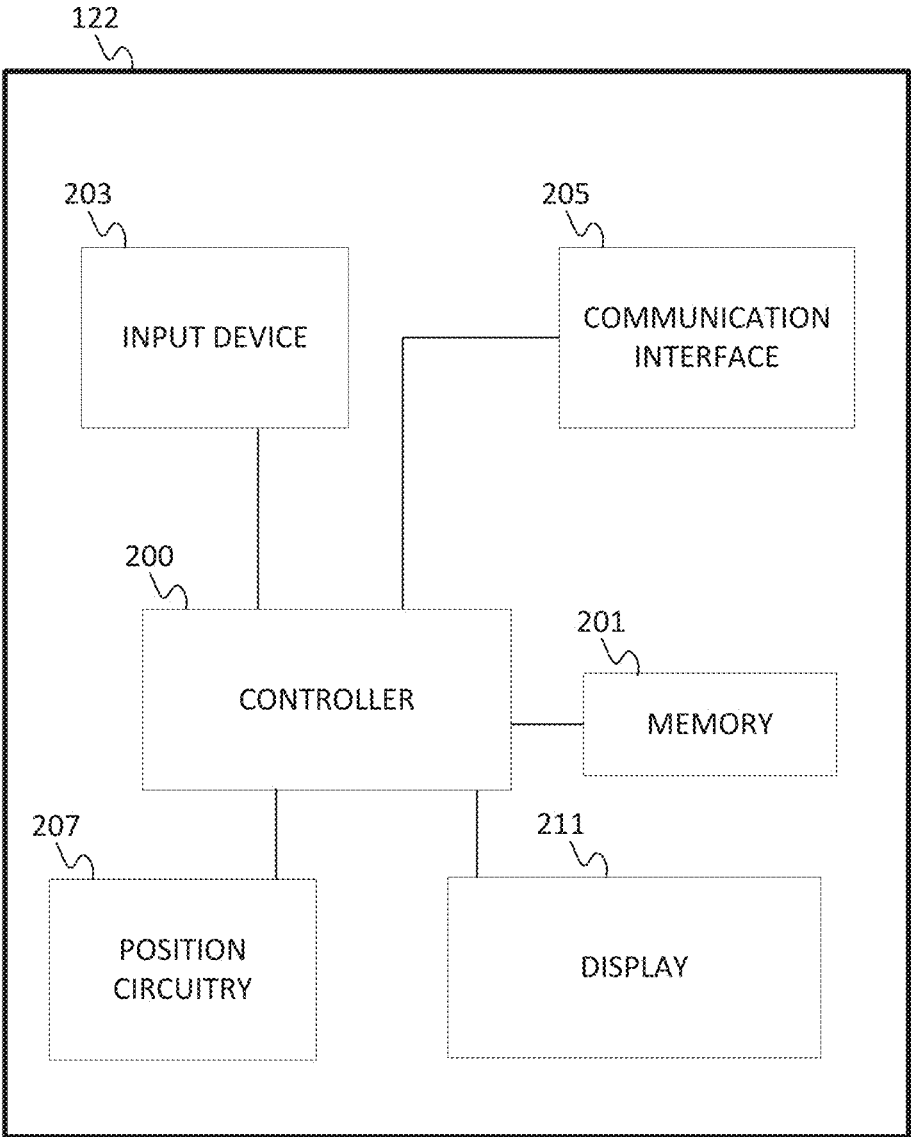 122
203
205
INPUT DEVICE
COMMUNICATION
INTERFACE
200
201
CONTROLLER
MEMORY
207
211
POSITION
CIRCUITRY
DISPLAY